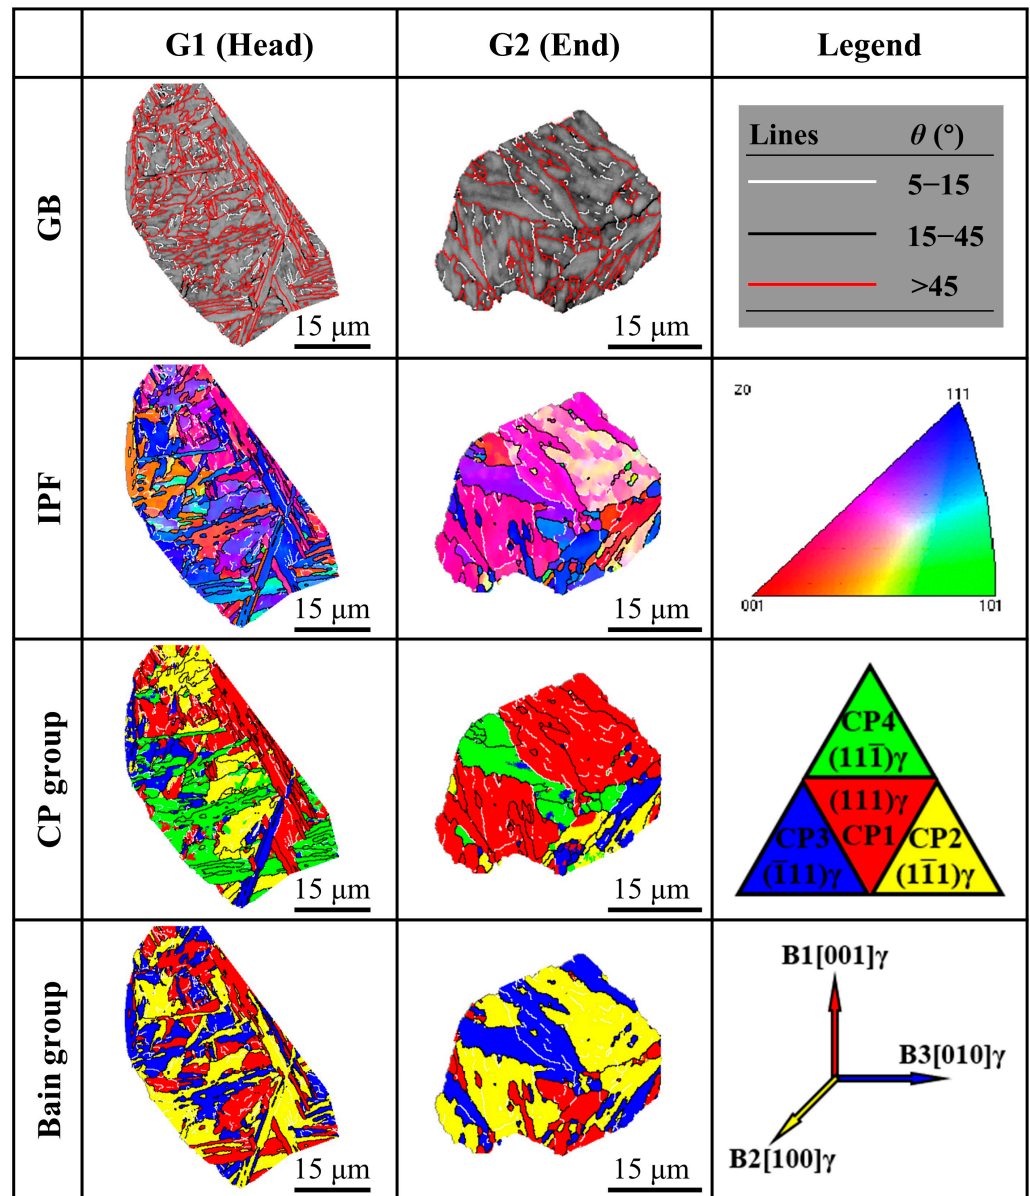 G1 (Head) G2 (End) Legend
GB
Lines θ (°)
5−15
15−45
>45
15 μm 15 μm
IPF
Z0
111
001 101
15 μm 15 μm
CP group
CP4
(111̅)γ
(111)γ
CP3 CP1 CP2
(1̅11)γ (11̅1)γ
15 μm 15 μm
Bain group
B1[001]γ
B3[010]γ
B2[100]γ
15 μm 15 μm